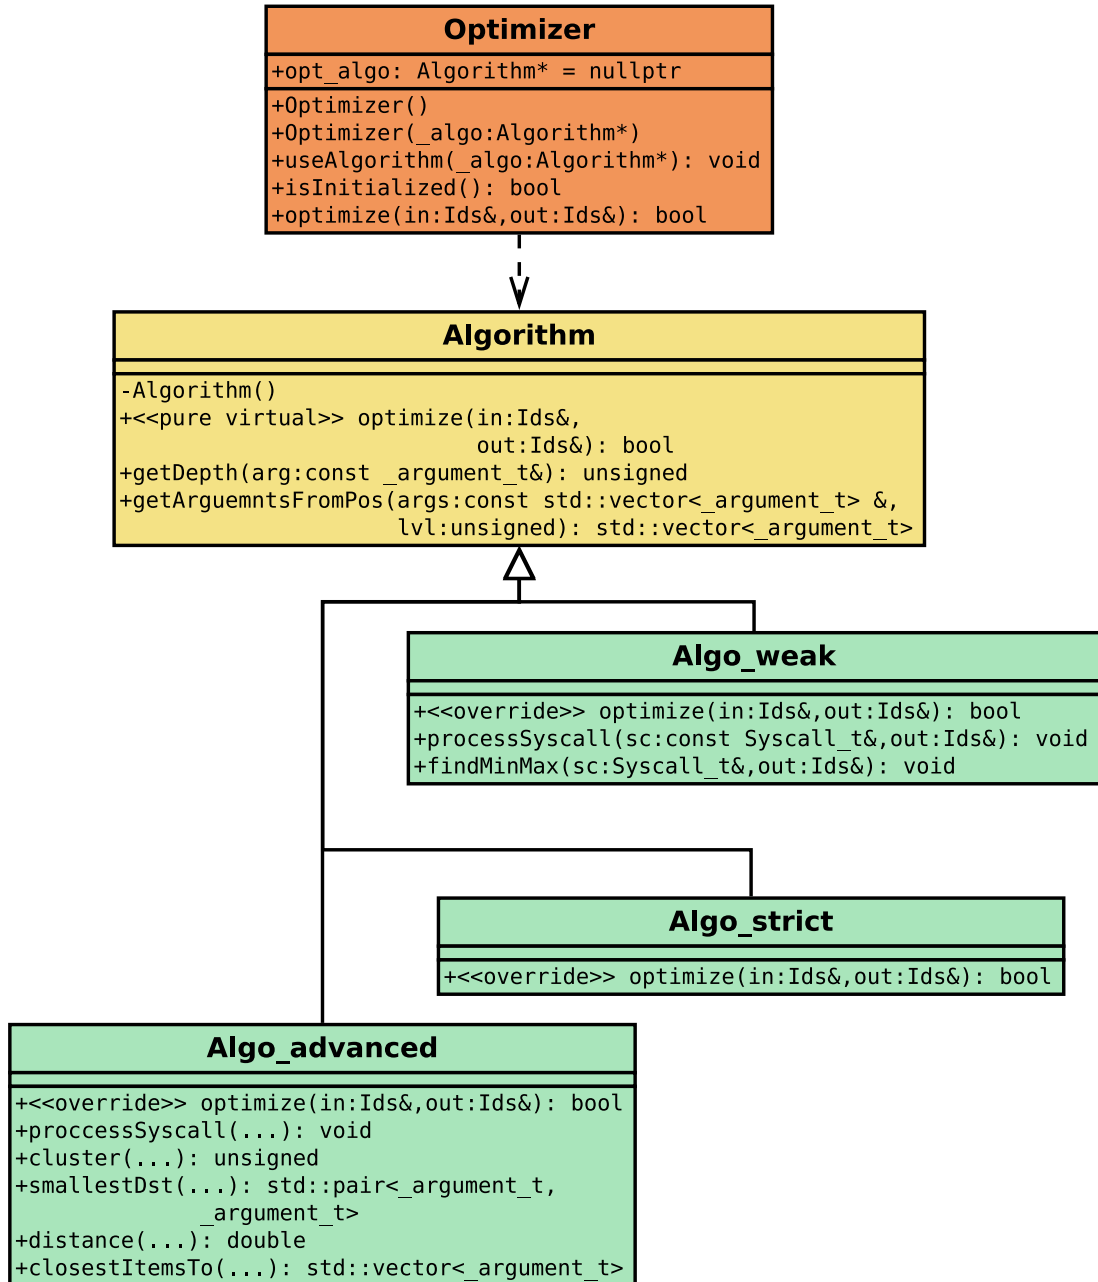 Optimizer
+opt_algo: Algorithm* = nullptr
+Optimizer()
+Optimizer(_algo:Algorithm*)
+useAlgorithm(_algo:Algorithm*): void
+isInitialized(): bool
+optimize(in:Ids&,out:Ids&): bool
Algorithm
-Algorithm()
+<<pure virtual>> optimize(in:Ids&,
out:Ids&): bool
+getDepth(arg:const _argument_t&): unsigned
+getArguemntsFromPos(args:const std::vector<_argument_t> &,
lvl:unsigned): std::vector<_argument_t>
Algo_weak
+<<override>> optimize(in:Ids&,out:Ids&): bool
+processSyscall(sc:const Syscall_t&,out:Ids&): void
+findMinMax(sc:Syscall_t&,out:Ids&): void
Algo_strict
+<<override>> optimize(in:Ids&,out:Ids&): bool
Algo_advanced
+<<override>> optimize(in:Ids&,out:Ids&): bool
+proccessSyscall(...): void
+cluster(...): unsigned
+smallestDst(...): std::pair<_argument_t,
_argument_t>
+distance(...): double
+closestItemsTo(...): std::vector<_argument_t>